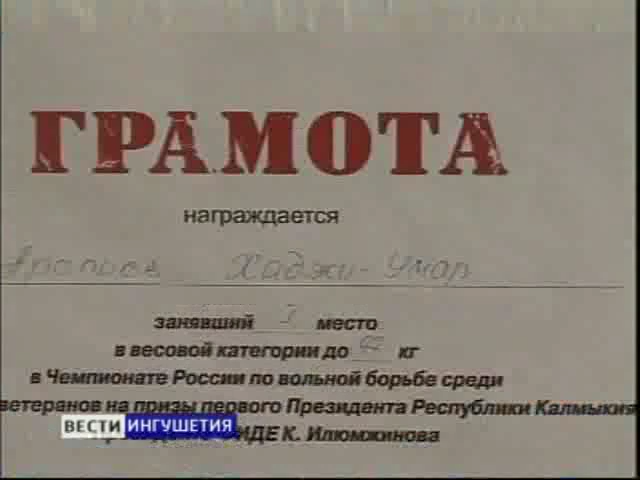 ГРАМОТА
награждается
Хаджи-Умар
занявший I место
в весовой категории до кг
в Чемпионате России по вольной борьбе среди
ветеранов на призы первого Президента Республики Калмыкия
К. Илюмжинова
ВЕСТИ ИНГУШЕТИЯ